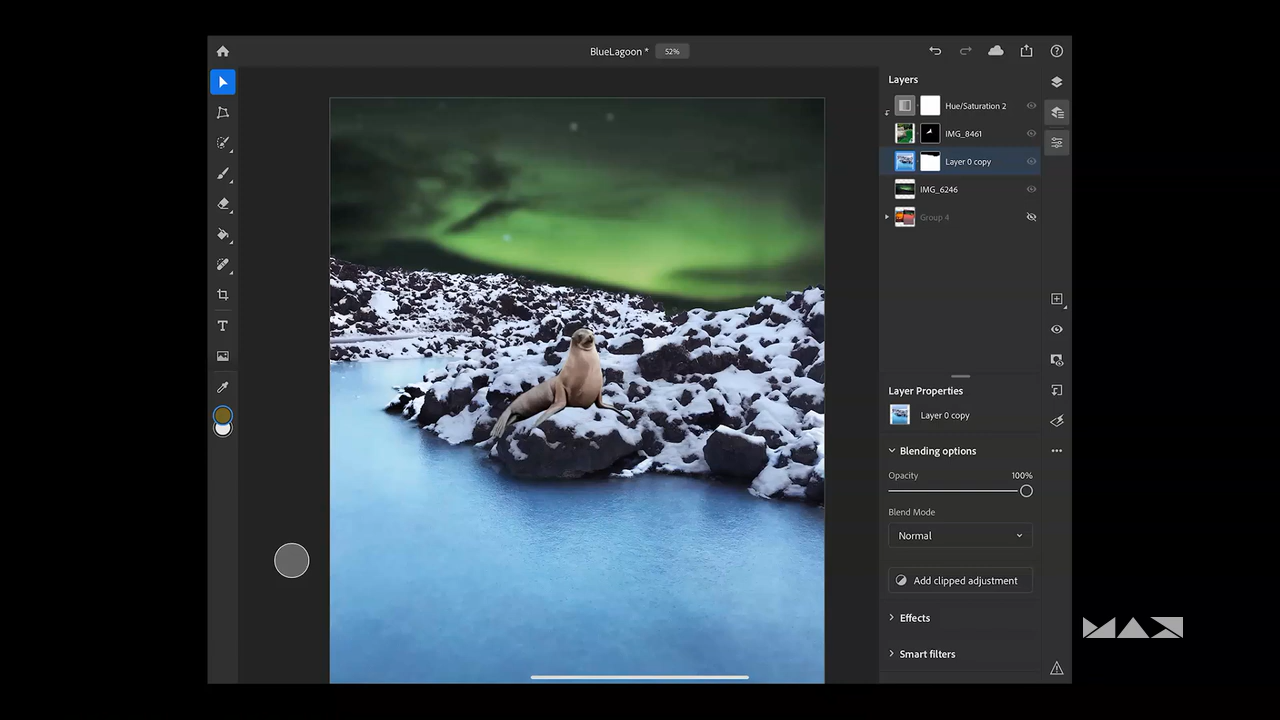 BlueLagoon *
52%
Layers
Hue/Saturation 2
IMG_8461
Layer 0 copy
IMG_6246
Group 4
T
Layer Properties
Layer 0 copy
Blending options
Opacity
100%
Blend Mode
Normal
Add clipped adjustment
Effects
Smart filters
MAX